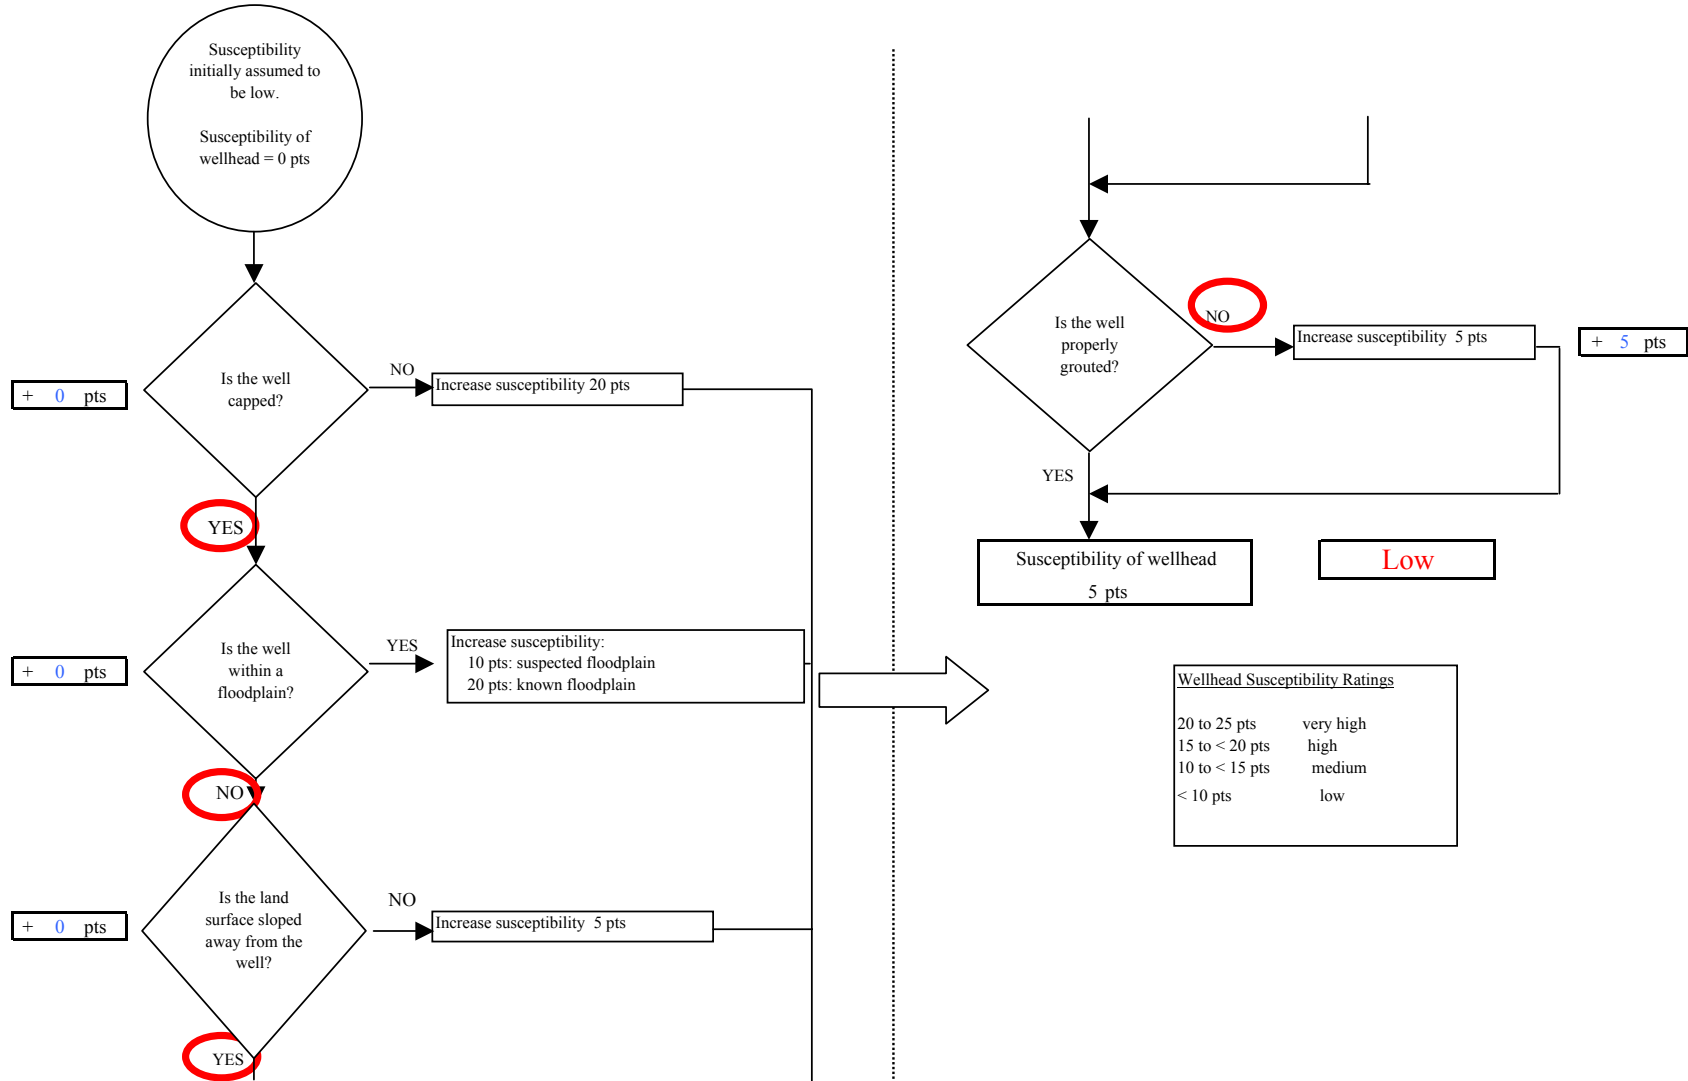 Susceptibility
initially assumed to
be low.
Susceptibility of
wellhead = 0 pts
Is the well
capped?
NO
Increase susceptibility 20 pts
+ 0 pts
YES
Is the well
within a
floodplain?
YES
Increase susceptibility:
10 pts: suspected floodplain
20 pts: known floodplain
+ 0 pts
NO
Is the land
surface sloped
away from the
well?
NO
Increase susceptibility 5 pts
+ 0 pts
YES
Is the well
properly
grouted?
NO
Increase susceptibility 5 pts
+ 5 pts
YES
Susceptibility of wellhead
5 pts
Low
Wellhead Susceptibility Ratings
20 to 25 pts very high
15 to < 20 pts high
10 to < 15 pts medium
< 10 pts low